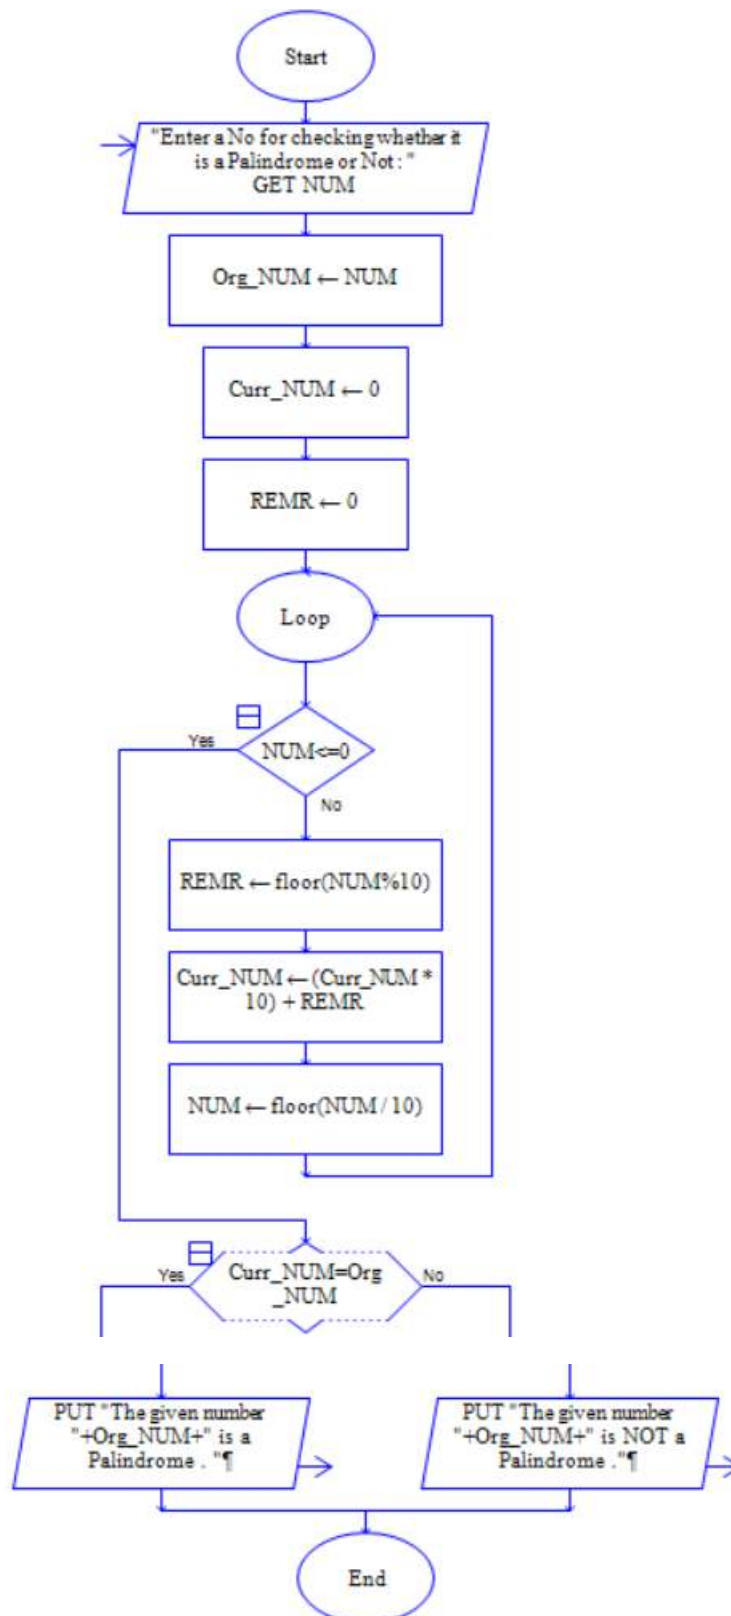 Start
"Enter a No for checking whether it
is a Palindrome or Not : "
GET NUM
Org_NUM ← NUM
Curr_NUM ← 0
REMR ← 0
Loop
Yes
NUM<=0
No
REMR ← floor(NUM%10)
Curr_NUM ← (Curr_NUM *
10) + REMR
NUM ← floor(NUM / 10)
Yes
Curr_NUM=Org
_NUM
No
PUT "The given number
"+Org_NUM+" is a
Palindrome . "¶
PUT "The given number
"+Org_NUM+" is NOT a
Palindrome ."¶
End